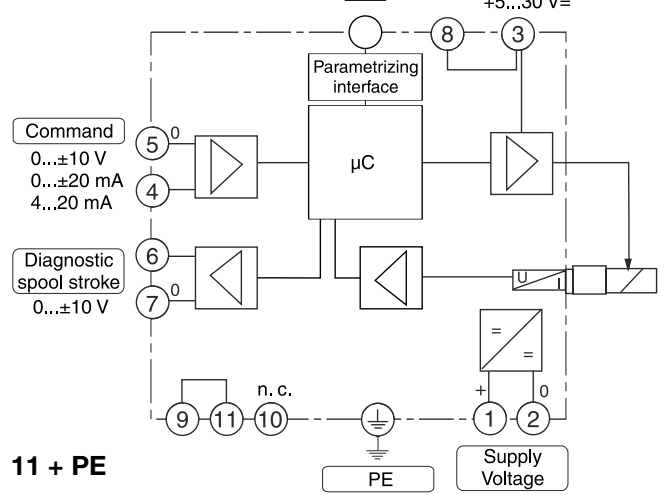 +5...30 V=
8
3
Parametrizing
interface
Command
0...±10 V
0...±20 mA
4...20 mA
5
0
4
µC
Diagnostic
spool stroke
0...±10 V
6
7
0
U
I
=
=
+
0
n. c.
9
11
10
1
2
11 + PE
PE
Supply
Voltage